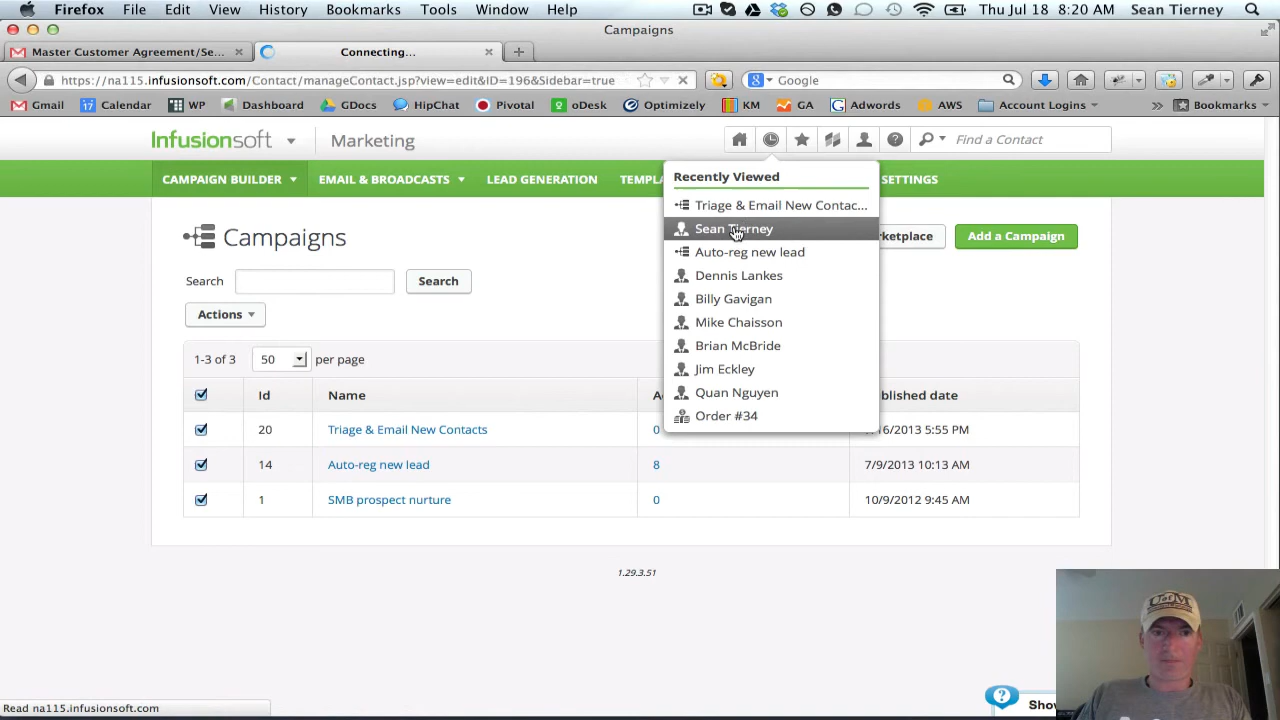 Firefox File Edit View History Bookmarks Tools Window Help Thu Jul 18 8:20 AM Sean Tierney
Campaigns
Master Customer Agreement/Se... × Connecting... × +
https://na115.infusionsoft.com/Contact/manageContact.jsp?view=edit&ID=196&Sidebar=true Google
Gmail Calendar WP Dashboard GDocs HipChat Pivotal oDesk Optimizely KM GA Adwords AWS Account Logins » Bookmarks
Infusionsoft Marketing Find a Contact
CAMPAIGN BUILDER EMAIL & BROADCASTS LEAD GENERATION TEMPLA SETTINGS
Recently Viewed
Triage & Email New Contac...
Sean Tierney
Auto-reg new lead
Dennis Lankes
Billy Gavigan
Mike Chaisson
Brian McBride
Jim Eckley
Quan Nguyen
Order #34
Campaigns rketplace Add a Campaign
Search Search
Actions
1-3 of 3 50 per page
Id Name A blished date
20 Triage & Email New Contacts 0 /16/2013 5:55 PM
14 Auto-reg new lead 8 7/9/2013 10:13 AM
1 SMB prospect nurture 0 10/9/2012 9:45 AM
1.29.3.51
Read na115.infusionsoft.com
? Sho